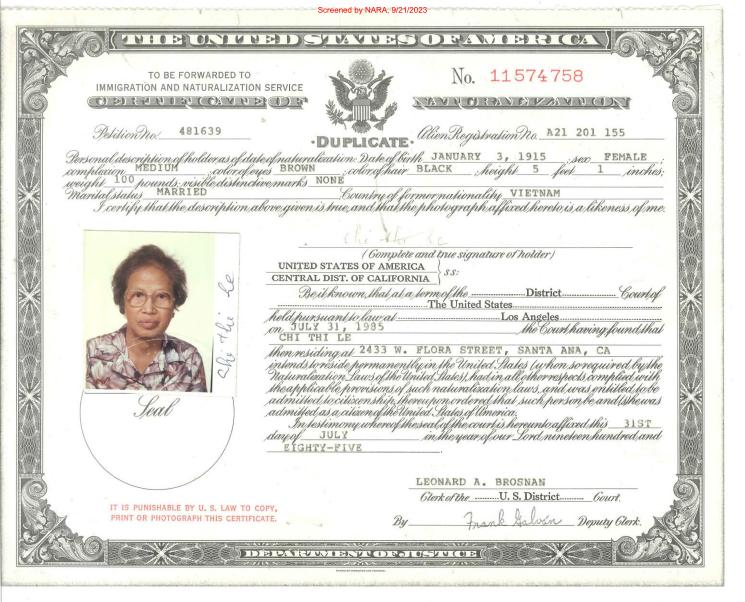 Screened by NARA, 9/21/2023
THE UNITED STATES OF AMERICA
TO BE FORWARDED TO
IMMIGRATION AND NATURALIZATION SERVICE
No. 11574758
CERTIFICATE OF NATURALIZATION
Petition No. 481639
·DUPLICATE·
Alien Registration No. A21 201 155
Personal description of holder as of date of naturalization: Date of birth JANUARY 3, 1915 ; sex FEMALE ;
complexion MEDIUM ; color of eyes BROWN ; color of hair BLACK ; height 5 feet 1 inches;
weight 100 pounds; visible distinctive marks NONE
Marital status MARRIED Country of former nationality VIETNAM
I certify that the description above given is true, and that the photograph affixed hereto is a likeness of me.
Chi thi le
(Complete and true signature of holder)
Chi thi le
UNITED STATES OF AMERICA
CENTRAL DIST. OF CALIFORNIA } ss:
Be it known, that at a term of the District Court of
The United States
held pursuant to law at Los Angeles
on JULY 31, 1985 the Court having found that
CHI THI LE
then residing at 2433 W. FLORA STREET, SANTA ANA, CA
intends to reside permanently in the United States (when so required by the
Naturalization Laws of the United States), had in all other respects complied with
the applicable provisions of such naturalization laws, and was entitled to be
admitted to citizenship, thereupon ordered that such person be and (s)he was
admitted as a citizen of the United States of America.
In testimony whereof the seal of the court is hereunto affixed this 31ST
day of JULY in the year of our Lord nineteen hundred and
EIGHTY-FIVE
Seal
LEONARD A. BROSNAN
Clerk of the U. S. District Court.
By Frank Galvin Deputy Clerk.
IT IS PUNISHABLE BY U. S. LAW TO COPY,
PRINT OR PHOTOGRAPH THIS CERTIFICATE.
DEPARTMENT OF JUSTICE